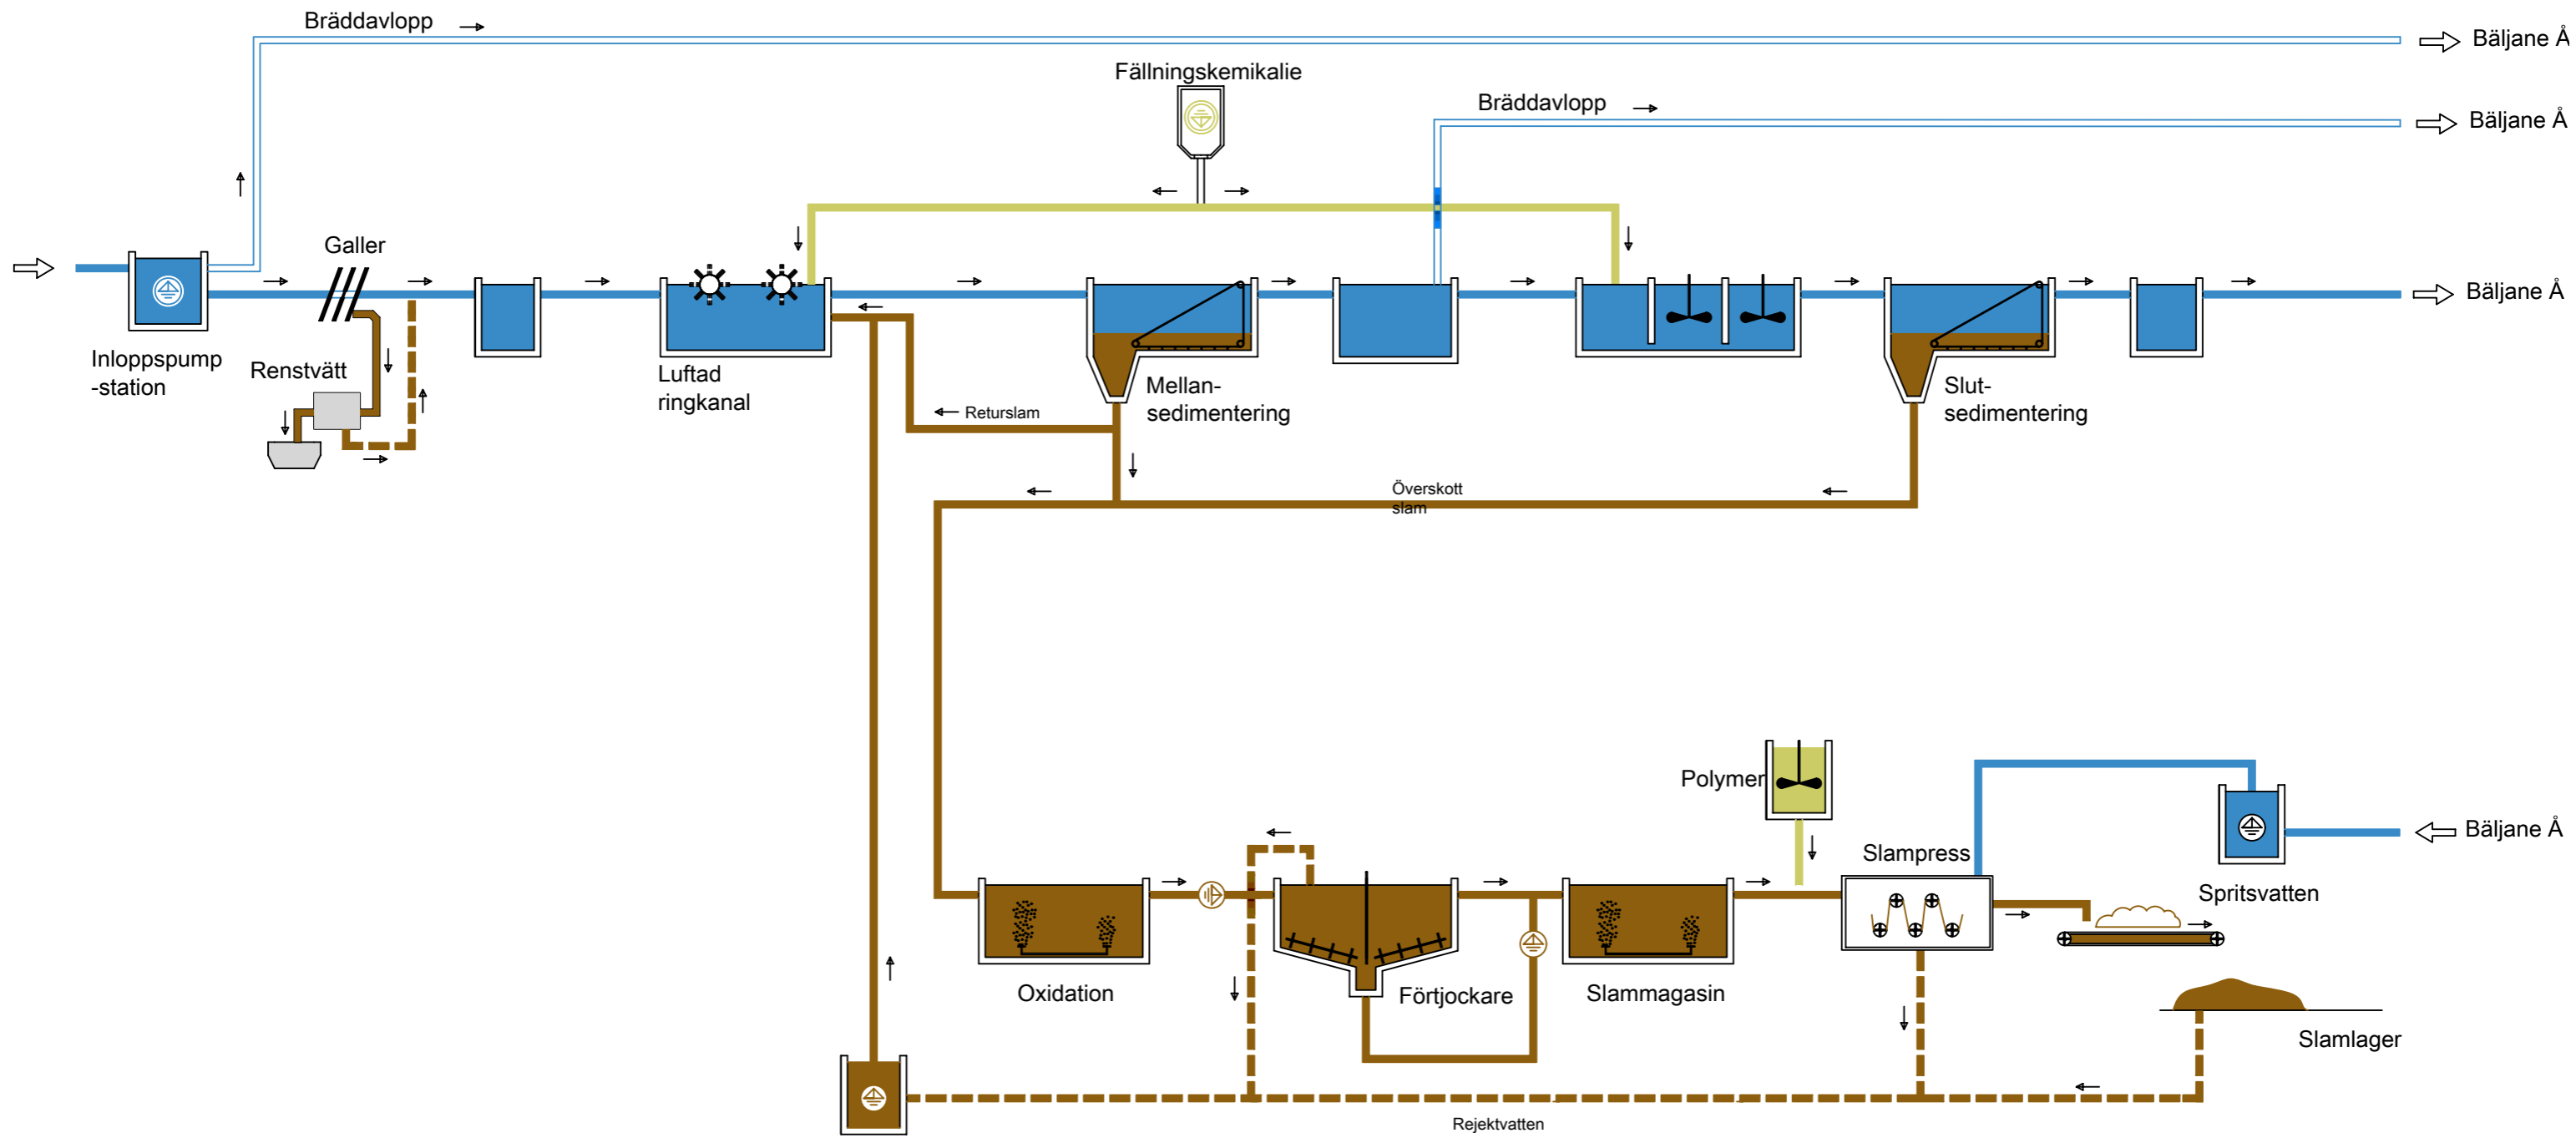 Bräddavlopp
Bäljane Å
Fällningskemikalie
Bräddavlopp
Bäljane Å
Galler
Bäljane Å
Inloppspump
-station
Renstvätt
Luftad
ringkanal
Mellan-
sedimentering
Slut-
sedimentering
Returslam
Överskott
slam
Polymer
Slampress
Bäljane Å
Spritsvatten
Oxidation
Förtjockare
Slammagasin
Slamlager
Rejektvatten